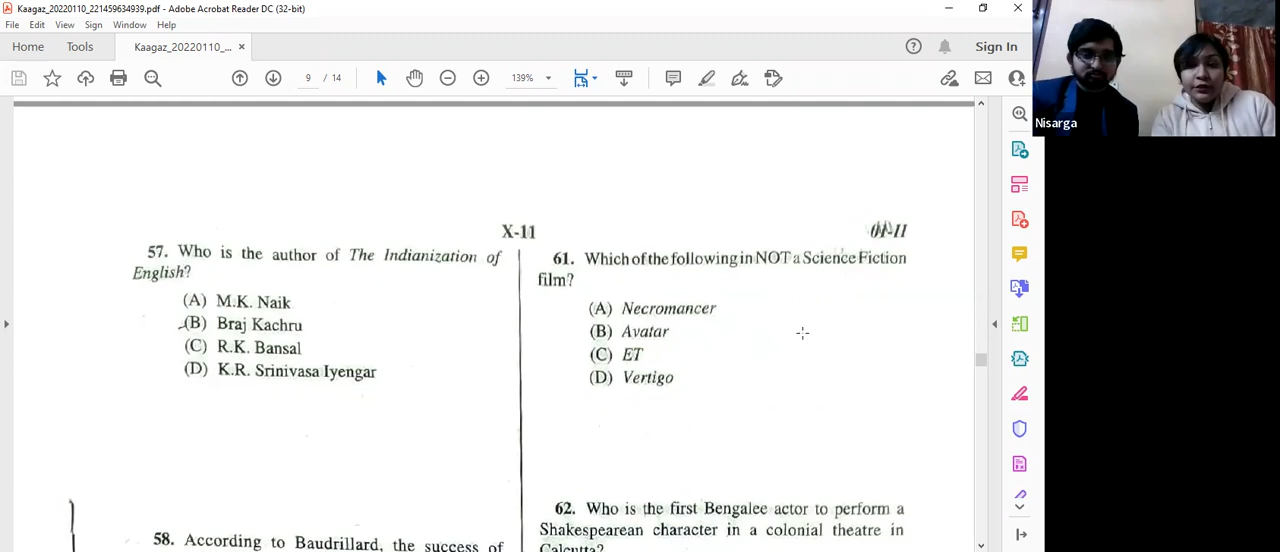 Kaagaz_20220110_221459634939.pdf - Adobe Acrobat Reader DC (32-bit)
File Edit View Sign Window Help
Home Tools Kaagaz_20220110_... × Sign In
9 / 14 139%
Nisarga
X-11
57. Who is the author of The Indianization of
English?
(A) M.K. Naik
(B) Braj Kachru
(C) R.K. Bansal
(D) K.R. Srinivasa Iyengar
58. According to Baudrillard, the success of
01-11
61. Which of the following in NOT a Science Fiction
film?
(A) Necromancer
(B) Avatar
(C) ET
(D) Vertigo
62. Who is the first Bengalee actor to perform a
Shakespearean character in a colonial theatre in
Calcutta?